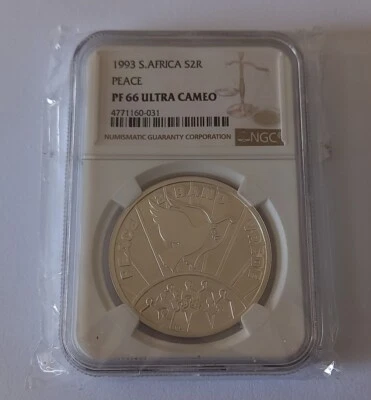 1993 S.AFRICA S2R
PEACE
PF 66 ULTRA CAMEO
4771160-031
NUMISMATIC GUARANTY CORPORATION
NGC